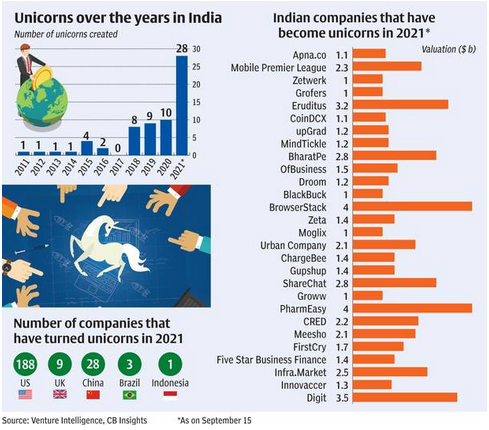 Unicorns over the years in India
Number of unicorns created
30
25
20
15
10
5
0
1 1 1 1 4 2 0 8 9 10 28
2011 2012 2013 2014 2015 2016 2017 2018 2019 2020 2021*
Number of companies that
have turned unicorns in 2021
188 9 28 3 1
US UK China Brazil Indonesia
Indian companies that have
become unicorns in 2021*
Valuation ($ b)
Apna.co 1.1
Mobile Premier League 2.3
Zetwerk 1
Grofers 1
Eruditus 3.2
CoinDCX 1.1
upGrad 1.2
MindTickle 1.2
BharatPe 2.8
OfBusiness 1.5
Droom 1.2
BlackBuck 1
BrowserStack 4
Zeta 1.4
Moglix 1
Urban Company 2.1
ChargeBee 1.4
Gupshup 1.4
ShareChat 2.8
Groww 1
PharmEasy 4
CRED 2.2
Meesho 2.1
FirstCry 1.7
Five Star Business Finance 1.4
Infra.Market 2.5
Innovaccer 1.3
Digit 3.5
Source: Venture Intelligence, CB Insights *As on September 15